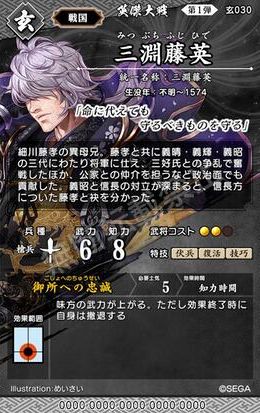 玄
戦国
英傑大戦
第1弾
玄030
みつ ぶち ふじ ひで
三淵藤英
統一名称:三淵藤英
生没年:不明～1574
「命に代えても
守るべきものを守る」
細川藤孝の異母兄。藤孝と共に義晴・義輝・義昭
の三代にわたり将軍に仕え、三好氏との争乱で奮
戦したほか、公家との仲介を担うなど政治面でも
貢献した。義昭と信長の対立が深まると、信長方
についた藤孝と袂を分かった。
兵種 武力 知力 武将コスト
槍兵 6 8
特技 伏兵 復活 技巧
ごしょへのちゅうせい
御所への忠誠
必要士気 5
効果時間 知力時間
効果範囲
味方の武力が上がる。ただし効果終了時に
自身は撤退する
Illustration:めいさい
©SEGA
0000-0000-0000-0000-0000